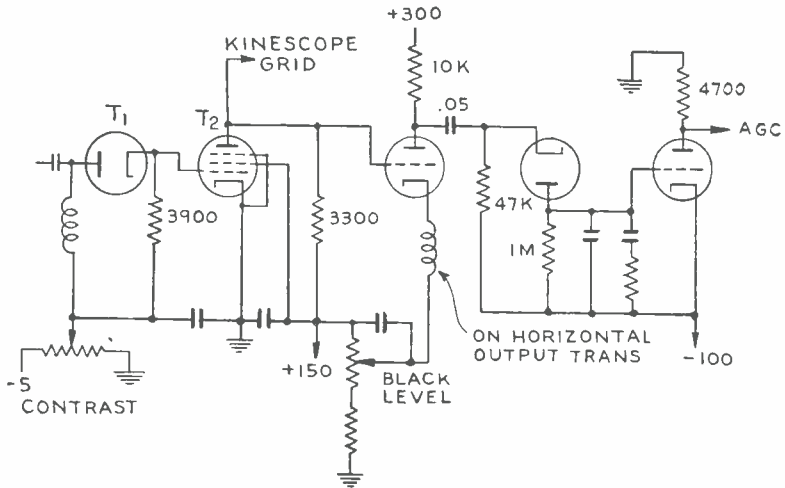 +300
KINESCOPE
GRID
10K
.05
4700
AGC
T1
T2
3900
3300
47K
1M
ON HORIZONTAL
OUTPUT TRANS
-100
+150
BLACK
LEVEL
-5
CONTRAST